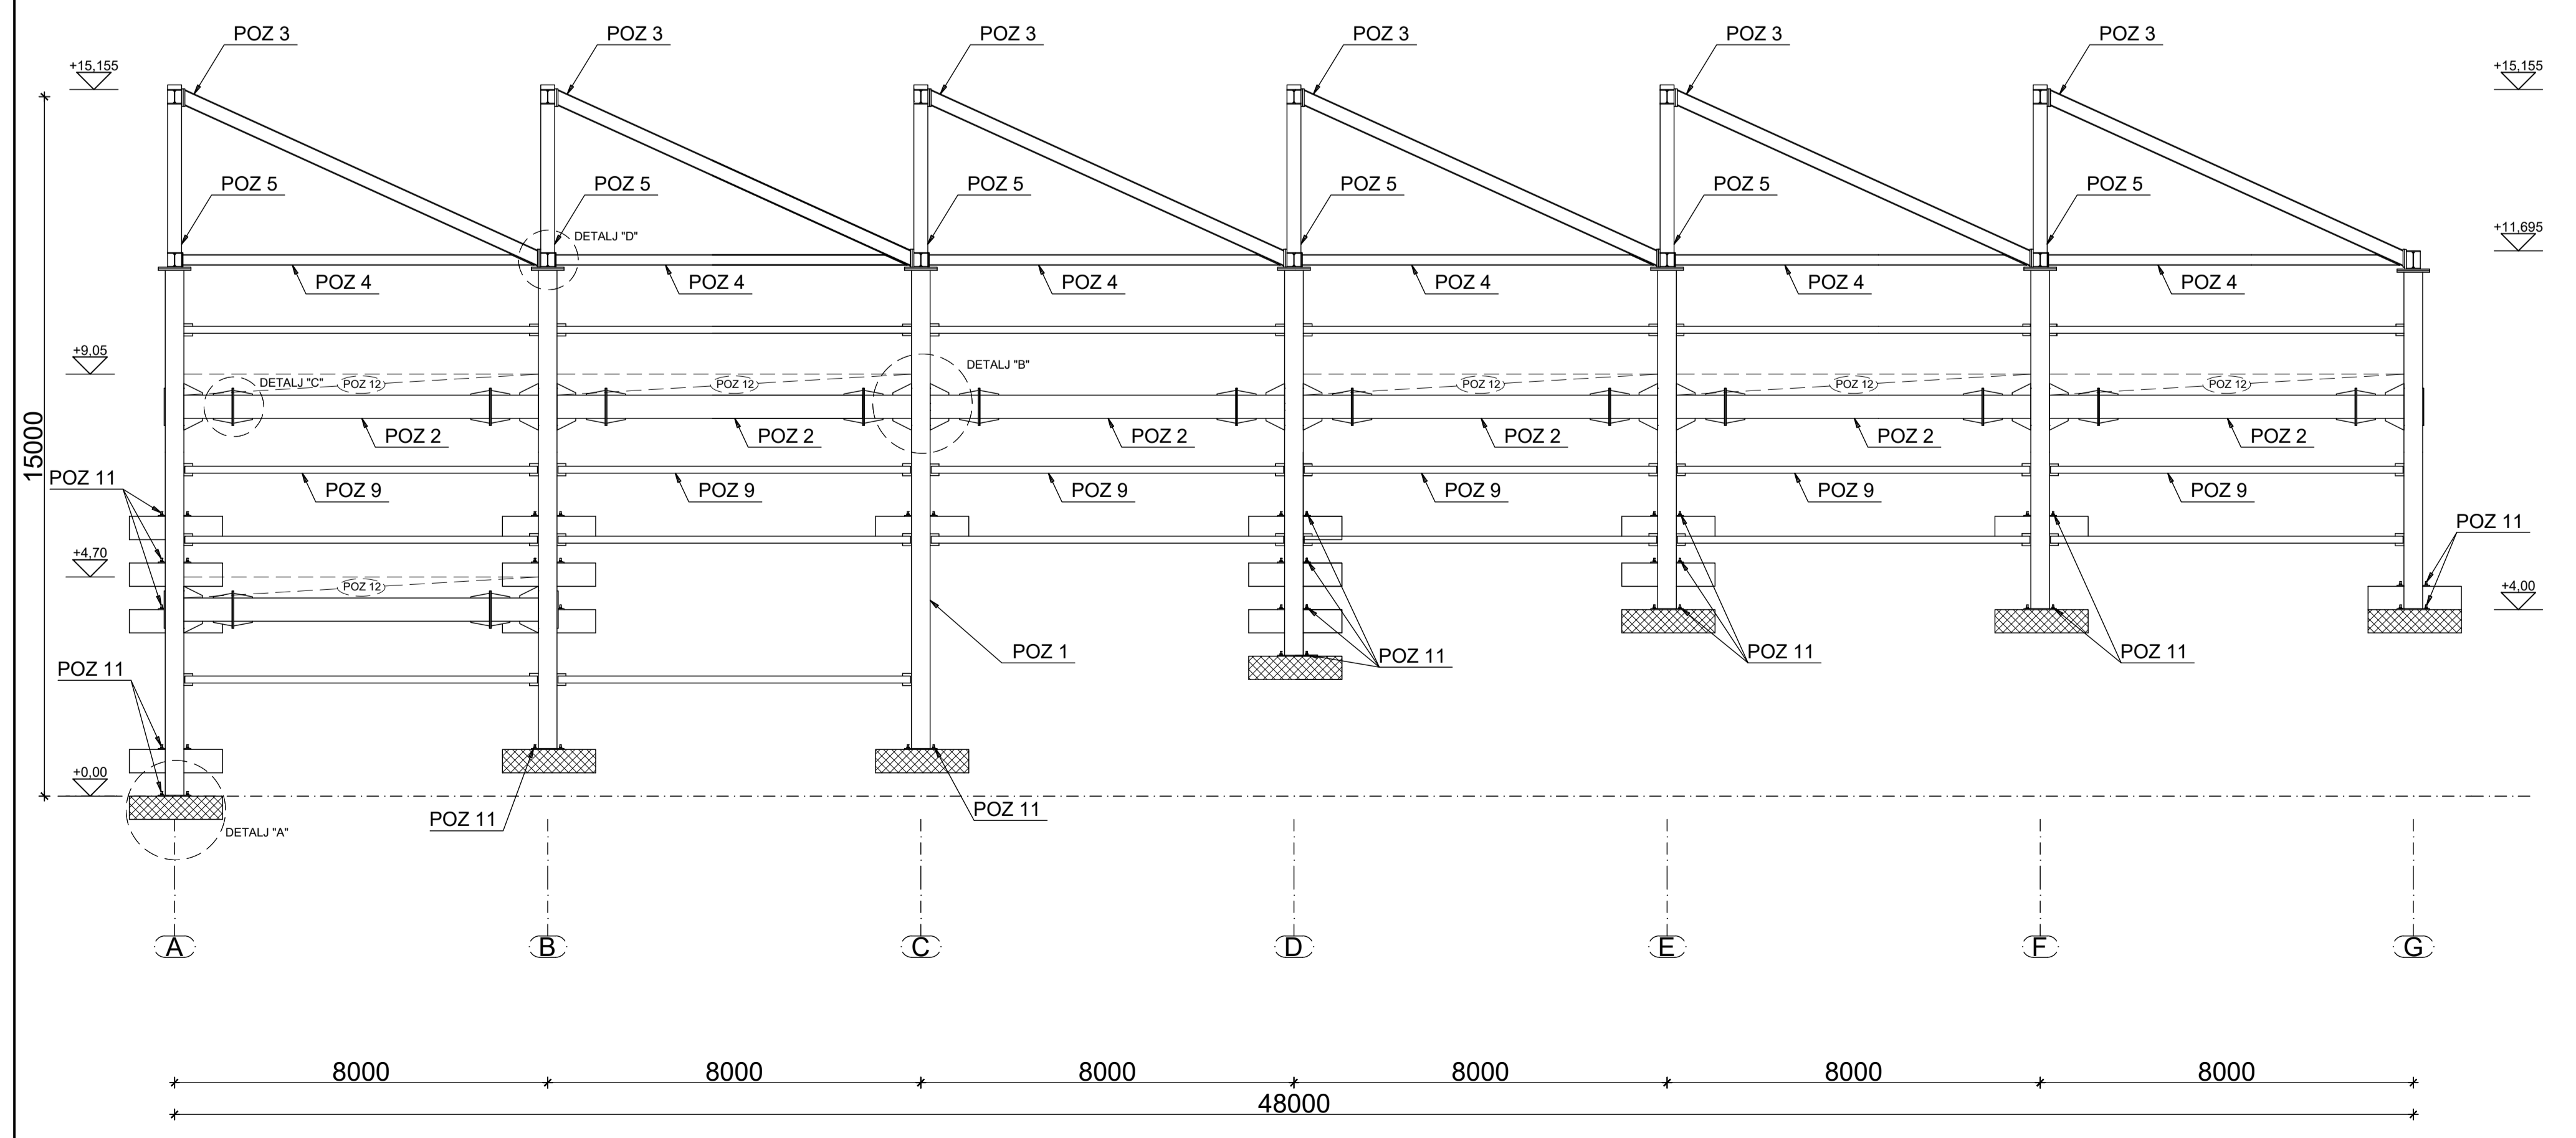 POZ 3 POZ 3 POZ 3 POZ 3 POZ 3 POZ 3
+15,155 +15,155
POZ 5 POZ 5 POZ 5 POZ 5 POZ 5 POZ 5
+11,695
DETALJ "D"
POZ 4 POZ 4 POZ 4 POZ 4 POZ 4 POZ 4
+9,05
DETALJ "B"
DETALJ "C" POZ 12 POZ 12 POZ 12 POZ 12 POZ 12
POZ 2 POZ 2 POZ 2 POZ 2 POZ 2 POZ 2
15000
POZ 11
POZ 9 POZ 9 POZ 9 POZ 9 POZ 9 POZ 9
POZ 11
+4,70
POZ 12
+4,00
POZ 1
POZ 11 POZ 11 POZ 11
POZ 11
+0,00
POZ 11
POZ 11
DETALJ "A"
A B C D E F G
8000 8000 8000 8000 8000 8000
48000